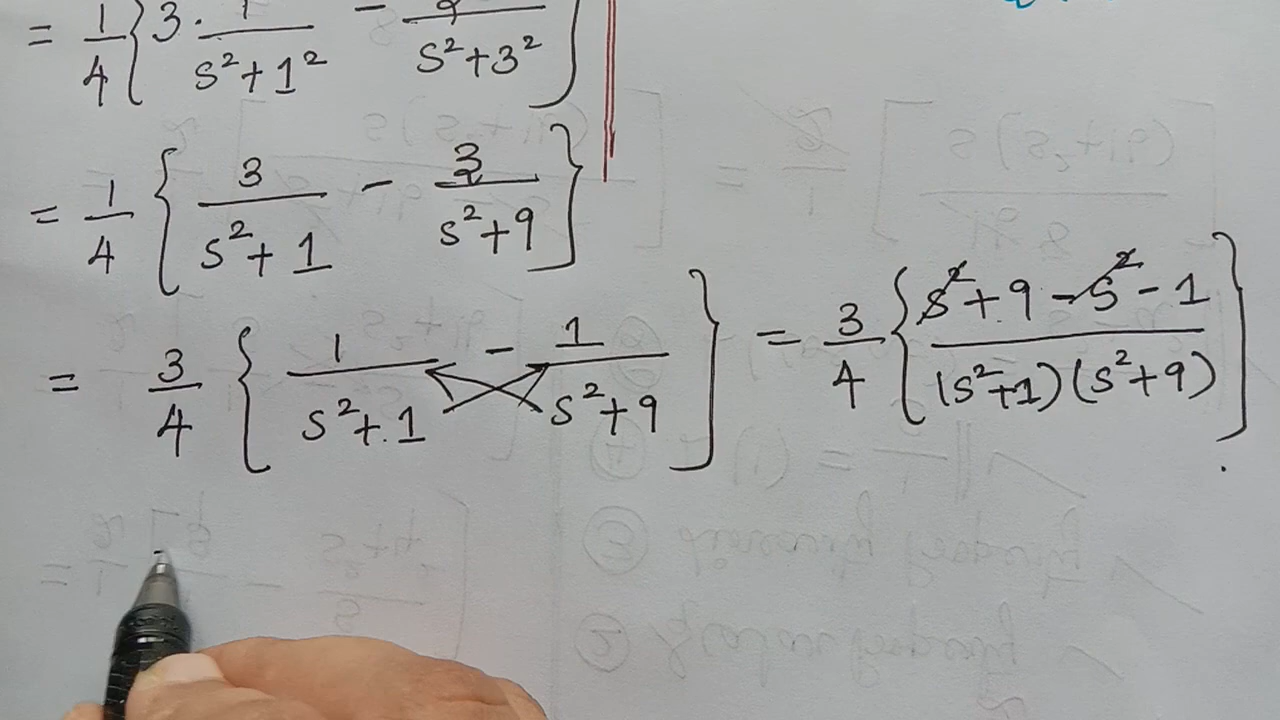 = 1/4 { 3 · 1/(s² + 1²) − 3/(s² + 3²) }
= 1/4 { 3/(s² + 1) − 3/(s² + 9) }
= 3/4 { 1/(s² + 1) − 1/(s² + 9) } = 3/4 { (s² + 9 − s² − 1)/((s² + 1)(s² + 9)) }